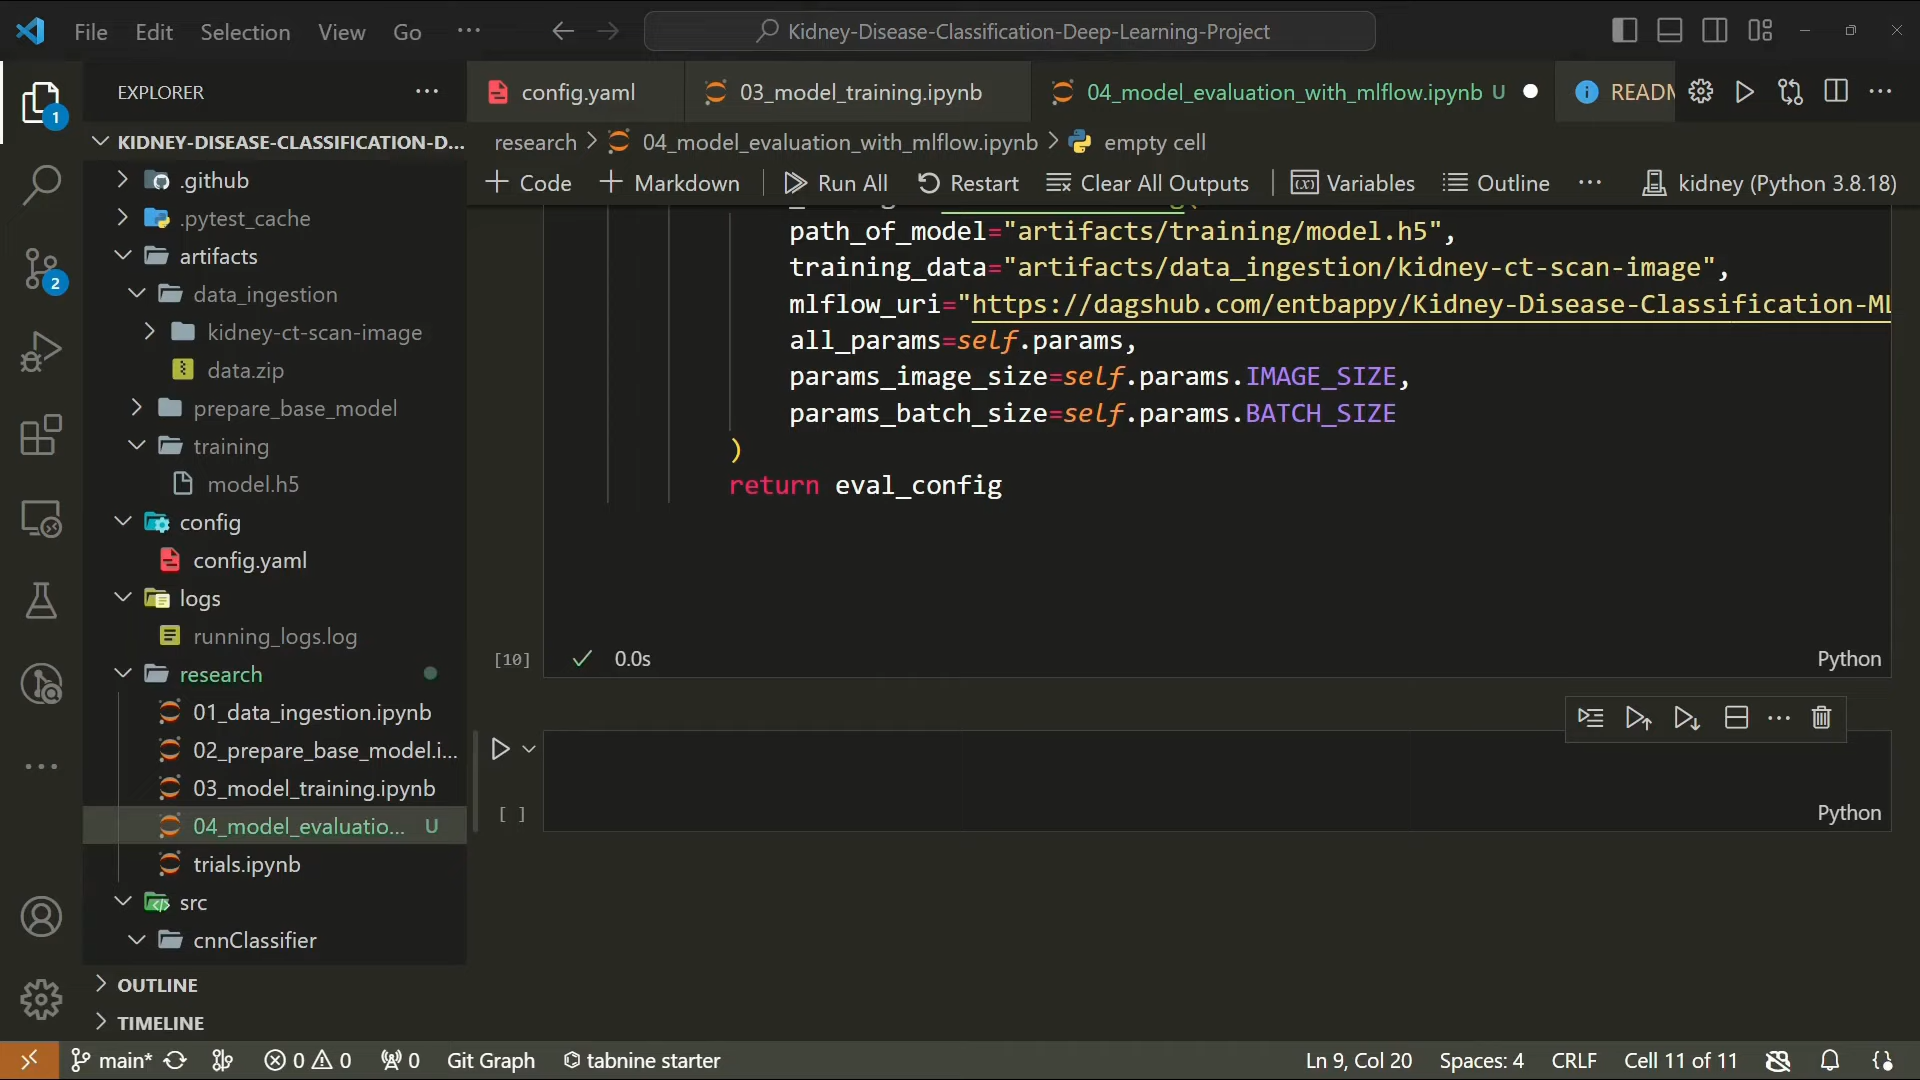 File Edit Selection View Go ··· Kidney-Disease-Classification-Deep-Learning-Project
EXPLORER
1
KIDNEY-DISEASE-CLASSIFICATION-D...
.github
.pytest_cache
artifacts
data_ingestion
2
kidney-ct-scan-image
data.zip
prepare_base_model
training
model.h5
config
config.yaml
logs
running_logs.log
research
01_data_ingestion.ipynb
02_prepare_base_model.i...
03_model_training.ipynb
04_model_evaluatio... U
trials.ipynb
src
cnnClassifier
OUTLINE
TIMELINE
config.yaml 03_model_training.ipynb 04_model_evaluation_with_mlflow.ipynb U
research > 04_model_evaluation_with_mlflow.ipynb > empty cell
+ Code + Markdown Run All Restart Clear All Outputs Variables Outline ··· kidney (Python 3.8.18)
path_of_model="artifacts/training/model.h5",
training_data="artifacts/data_ingestion/kidney-ct-scan-image",
mlflow_uri="https://dagshub.com/entbappy/Kidney-Disease-Classification-ML
all_params=self.params,
params_image_size=self.params.IMAGE_SIZE,
params_batch_size=self.params.BATCH_SIZE
)
return eval_config
[10] 0.0s Python
[ ] Python
main* 0 0 0 Git Graph tabnine starter Ln 9, Col 20 Spaces: 4 CRLF Cell 11 of 11